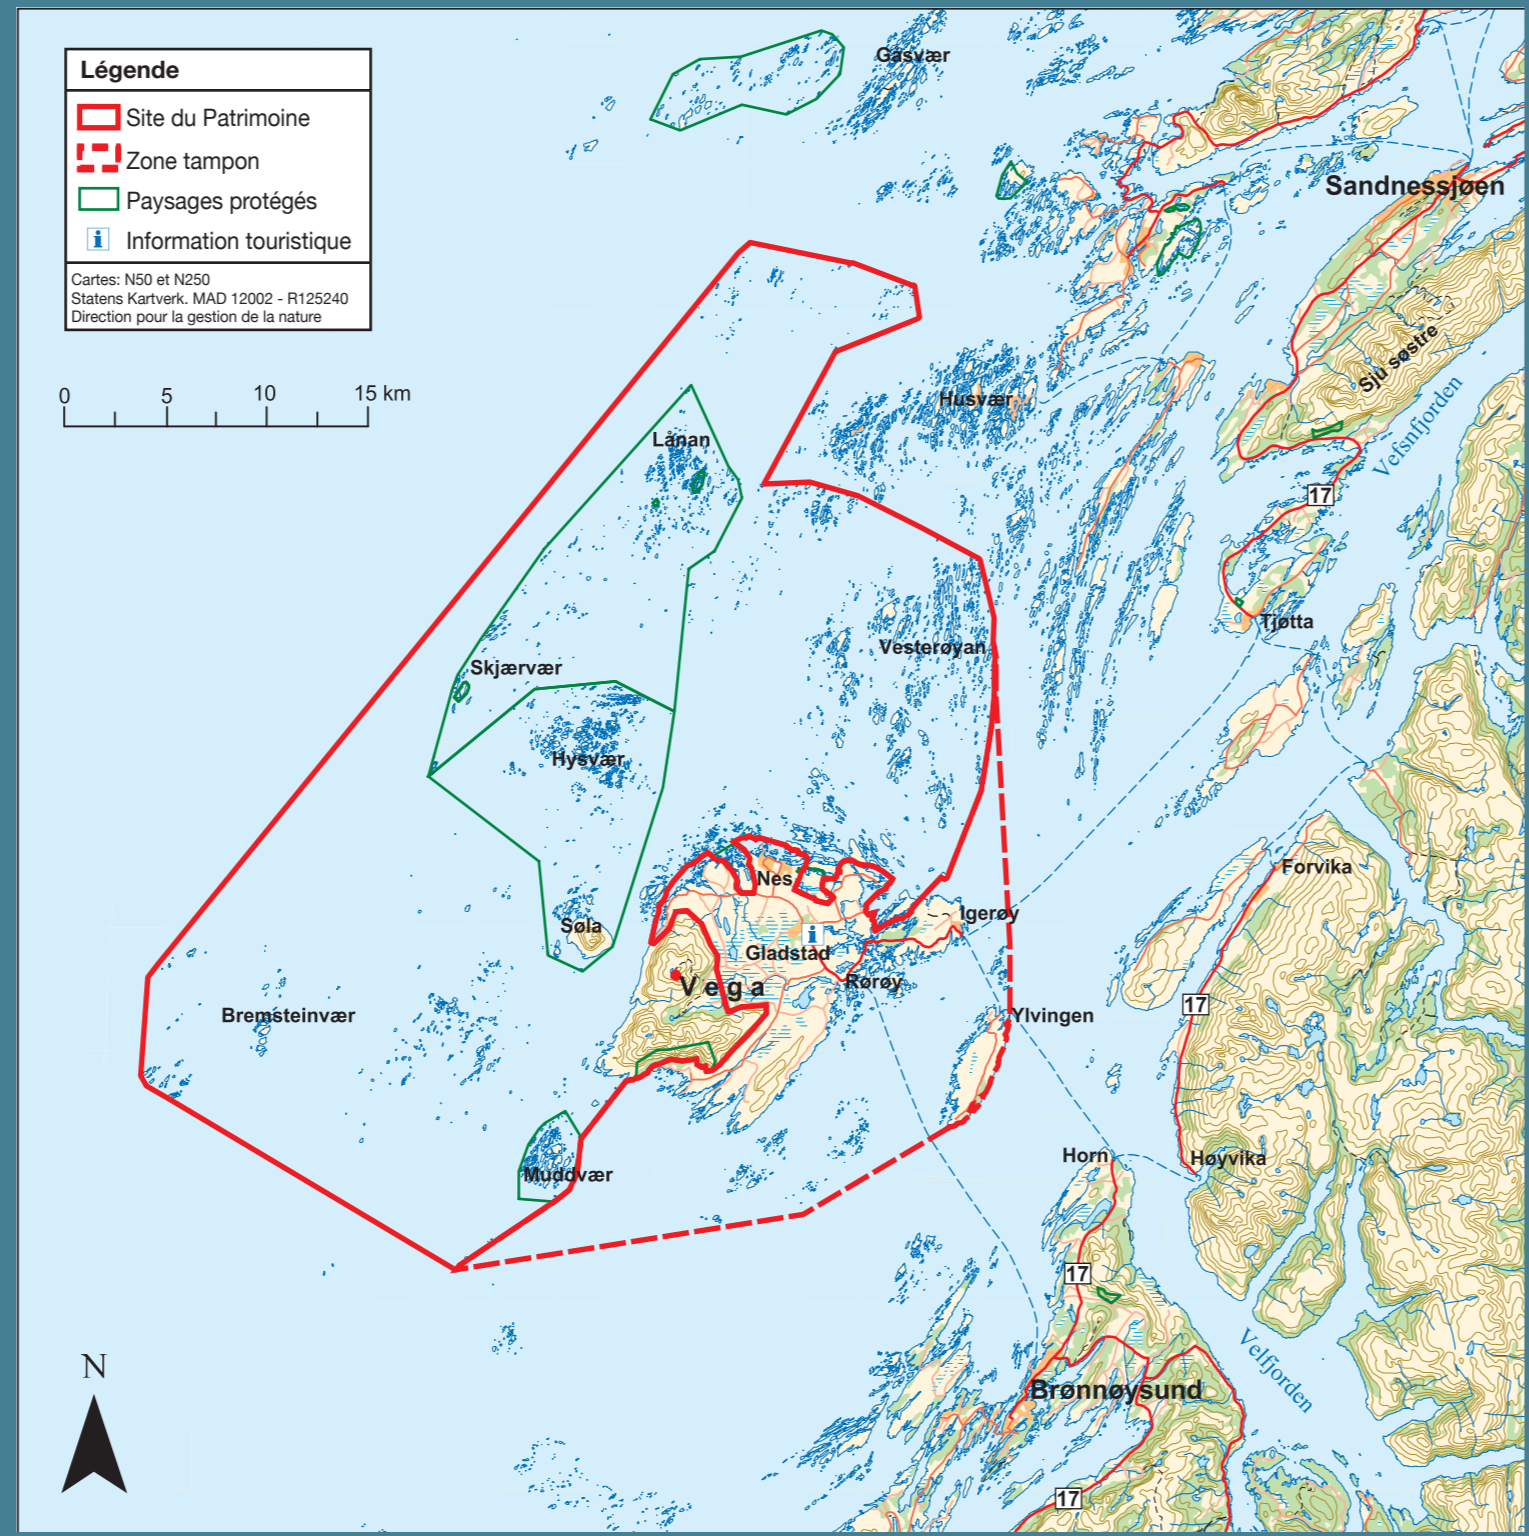 Légende
Site du Patrimoine
Zone tampon
Paysages protégés
i Information touristique
Cartes: N50 et N250
Statens Kartverk. MAD 12002 - R125240
Direction pour la gestion de la nature
0 5 10 15 km
Gåsvær
Sandnessjøen
Sju søstre
Vefsnfjorden
Husvær
Lånan
17
Tjøtta
Vesterøyan
Skjærvær
Hysvær
Forvika
Nes
Igerøy
Søla
i
Gladstad
Rørøy
Vega
17
Bremsteinvær
Ylvingen
Horn
Høyvika
Muddvær
17
Velfjorden
N
Brønnøysund
17